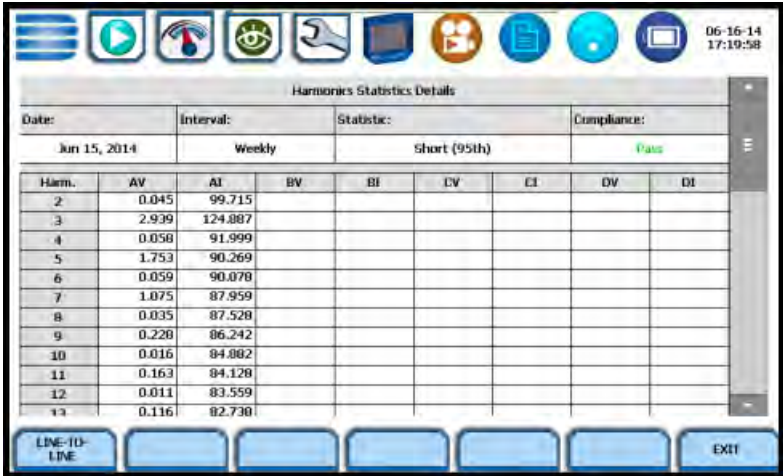 06-16-14
17:19:58
Harmonics Statistics Details
Date: Interval: Statistic: Compliance:
Jun 15, 2014 Weekly Short (95th) Pass
Harm. AV AI BV BI CV CI DV DI
2 0.045 99.715
3 2.939 124.887
4 0.058 91.999
5 1.753 90.269
6 0.059 90.078
7 1.075 87.959
8 0.035 87.528
9 0.228 86.242
10 0.016 84.882
11 0.163 84.128
12 0.011 83.559
13 0.116 82.738
LINE-TO-
LINE
EXIT